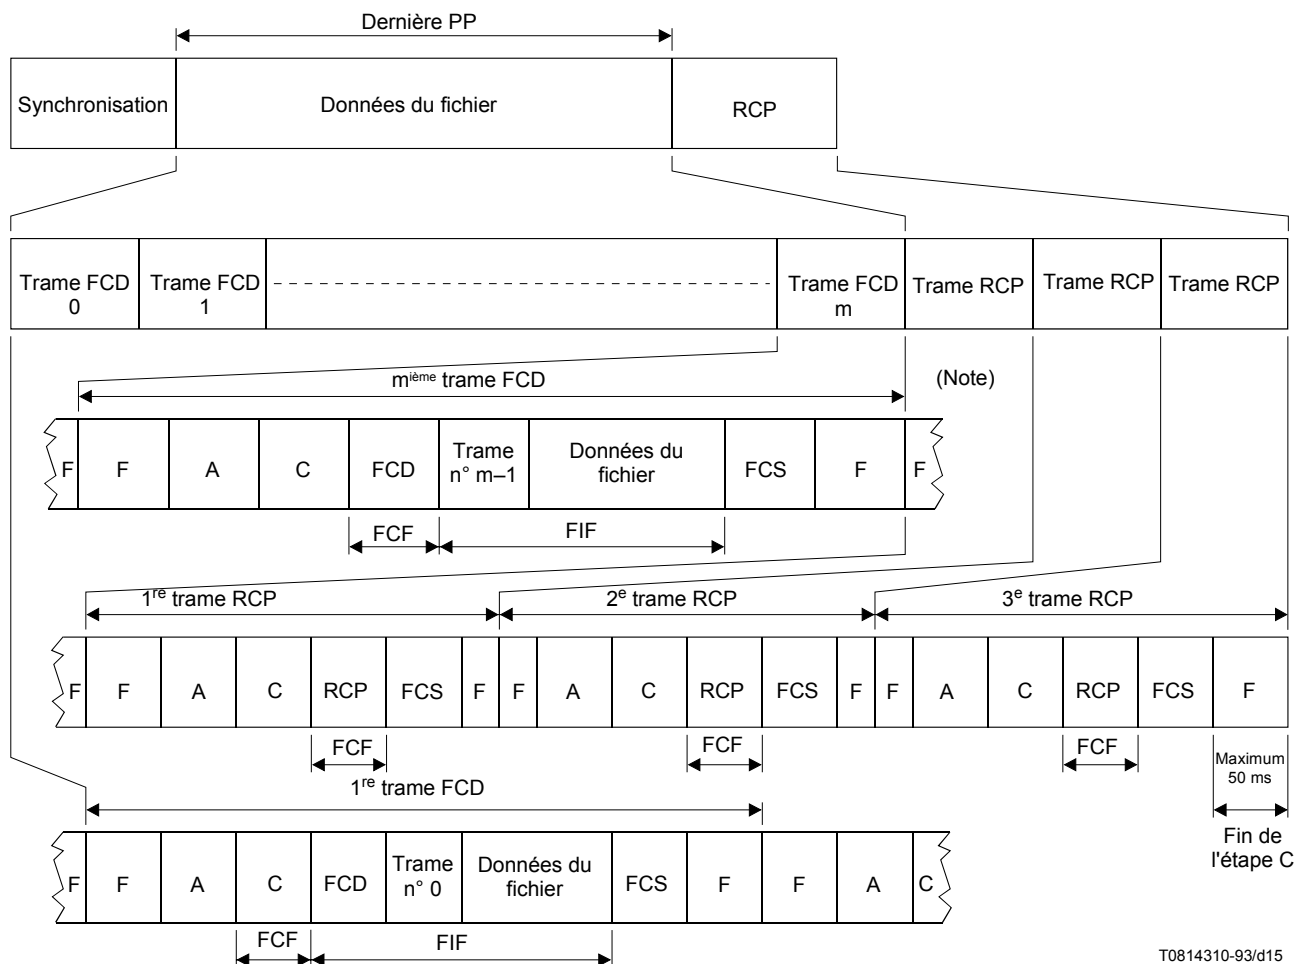 Dernière PP
Synchronisation Données du fichier RCP
Trame FCD 0 Trame FCD 1 Trame FCD m Trame RCP Trame RCP Trame RCP
mième trame FCD (Note)
F F A C FCD Trame n° m–1 Données du fichier FCS F F
FCF FIF
1re trame RCP 2e trame RCP 3e trame RCP
F F A C RCP FCS F F A C RCP FCS F F A C RCP FCS F
FCF FCF FCF Maximum 50 ms
1re trame FCD
Fin de l'étape C
F F A C FCD Trame n° 0 Données du fichier FCS F F A C
FCF FIF
T0814310-93/d15